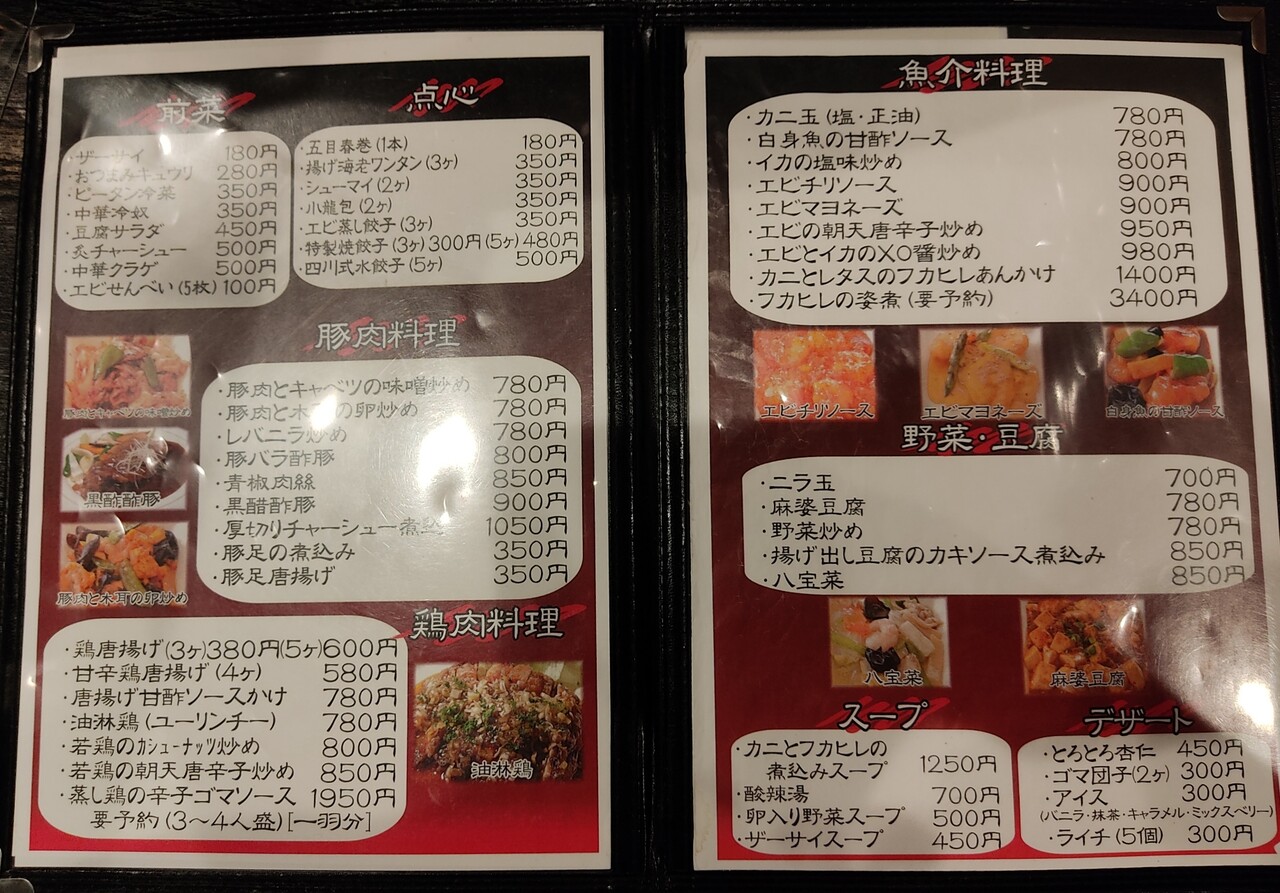 前菜
・ザーサイ 180円
・おつまみキュウリ 280円
・ピータン冷菜 350円
・中華冷奴 350円
・豆腐サラダ 450円
・炙チャーシュー 500円
・中華クラゲ 500円
・エビせんべい(5枚) 100円
点心
・五目春巻(1本) 180円
・揚げ海老ワンタン(3ヶ) 350円
・シューマイ(2ヶ) 350円
・小龍包(2ヶ) 350円
・エビ蒸し餃子(3ヶ) 350円
・特製焼餃子(3ヶ)300円(5ヶ)480円
・四川式水餃子(5ヶ) 500円
豚肉料理
・豚肉とキャベツの味噌炒め 780円
・豚肉と木耳の卵炒め 780円
・レバニラ炒め 780円
・豚バラ酢豚 800円
・青椒肉絲 850円
・黒醋酢豚 900円
・厚切りチャーシュー煮込 1050円
・豚足の煮込み 350円
・豚足唐揚げ 350円
豚肉とキャベツの味噌炒め
黒酢酢豚
豚肉と木耳の卵炒め
鶏肉料理
・鶏唐揚げ(3ヶ)380円(5ヶ)600円
・甘辛鶏唐揚げ(4ヶ) 580円
・唐揚げ甘酢ソースかけ 780円
・油淋鶏(ユーリンチー) 780円
・若鶏のカシューナッツ炒め 800円
・若鶏の朝天唐辛子炒め 850円
・蒸し鶏の辛子ゴマソース 1950円
要予約(3〜4人盛)[一羽分]
油淋鶏
魚介料理
・カニ玉(塩・正油) 780円
・白身魚の甘酢ソース 780円
・イカの塩味炒め 800円
・エビチリソース 900円
・エビマヨネーズ 900円
・エビの朝天唐辛子炒め 950円
・エビとイカのXO醤炒め 980円
・カニとレタスのフカヒレあんかけ 1400円
・フカヒレの姿煮(要予約) 3400円
エビチリソース
エビマヨネーズ
白身魚の甘酢ソース
野菜・豆腐
・ニラ玉 700円
・麻婆豆腐 780円
・野菜炒め 780円
・揚げ出し豆腐のカキソース煮込み 850円
・八宝菜 850円
八宝菜
麻婆豆腐
スープ
・カニとフカヒレの
煮込みスープ 1250円
・酸辣湯 700円
・卵入り野菜スープ 500円
・ザーサイスープ 450円
デザート
・とろとろ杏仁 450円
・ゴマ団子(2ヶ) 300円
・アイス 300円
(バニラ・抹茶・キャラメル・ミックスベリー)
・ライチ(5個) 300円